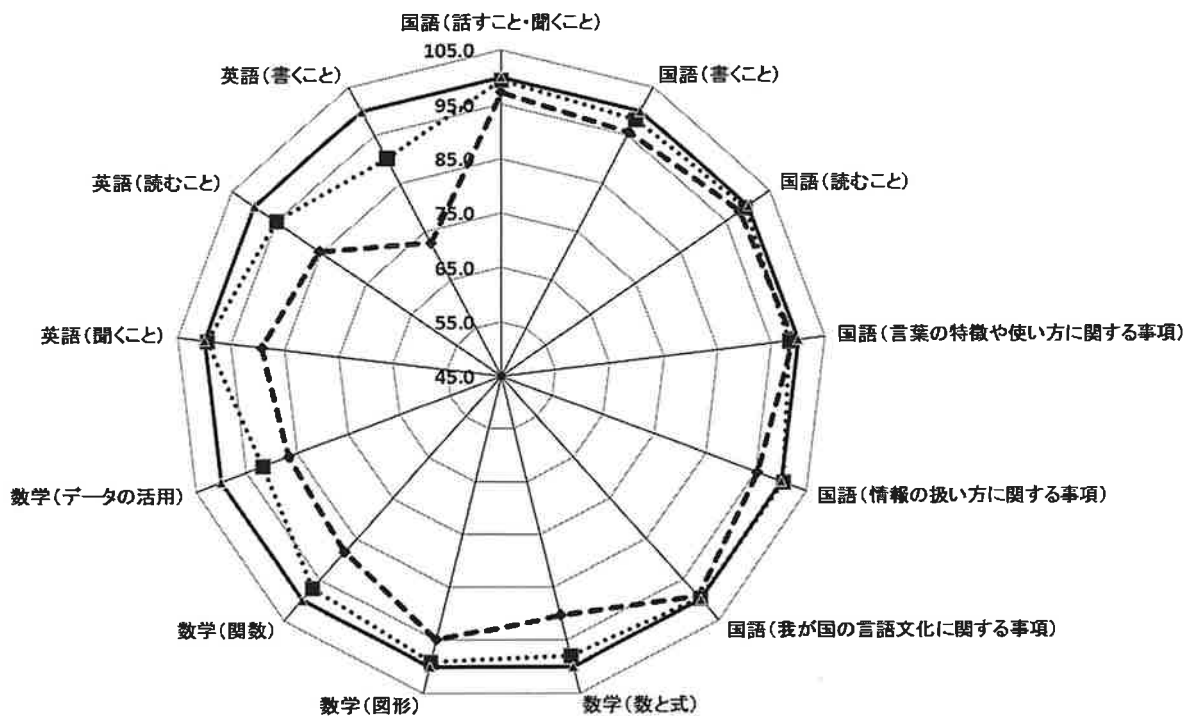 国語(話すこと・聞くこと)
国語(書くこと)
国語(読むこと)
国語(言葉の特徴や使い方に関する事項)
国語(情報の扱い方に関する事項)
国語(我が国の言語文化に関する事項)
数学(数と式)
数学(図形)
数学(関数)
数学(データの活用)
英語(聞くこと)
英語(読むこと)
英語(書くこと)
105.0
95.0
85.0
75.0
65.0
55.0
45.0